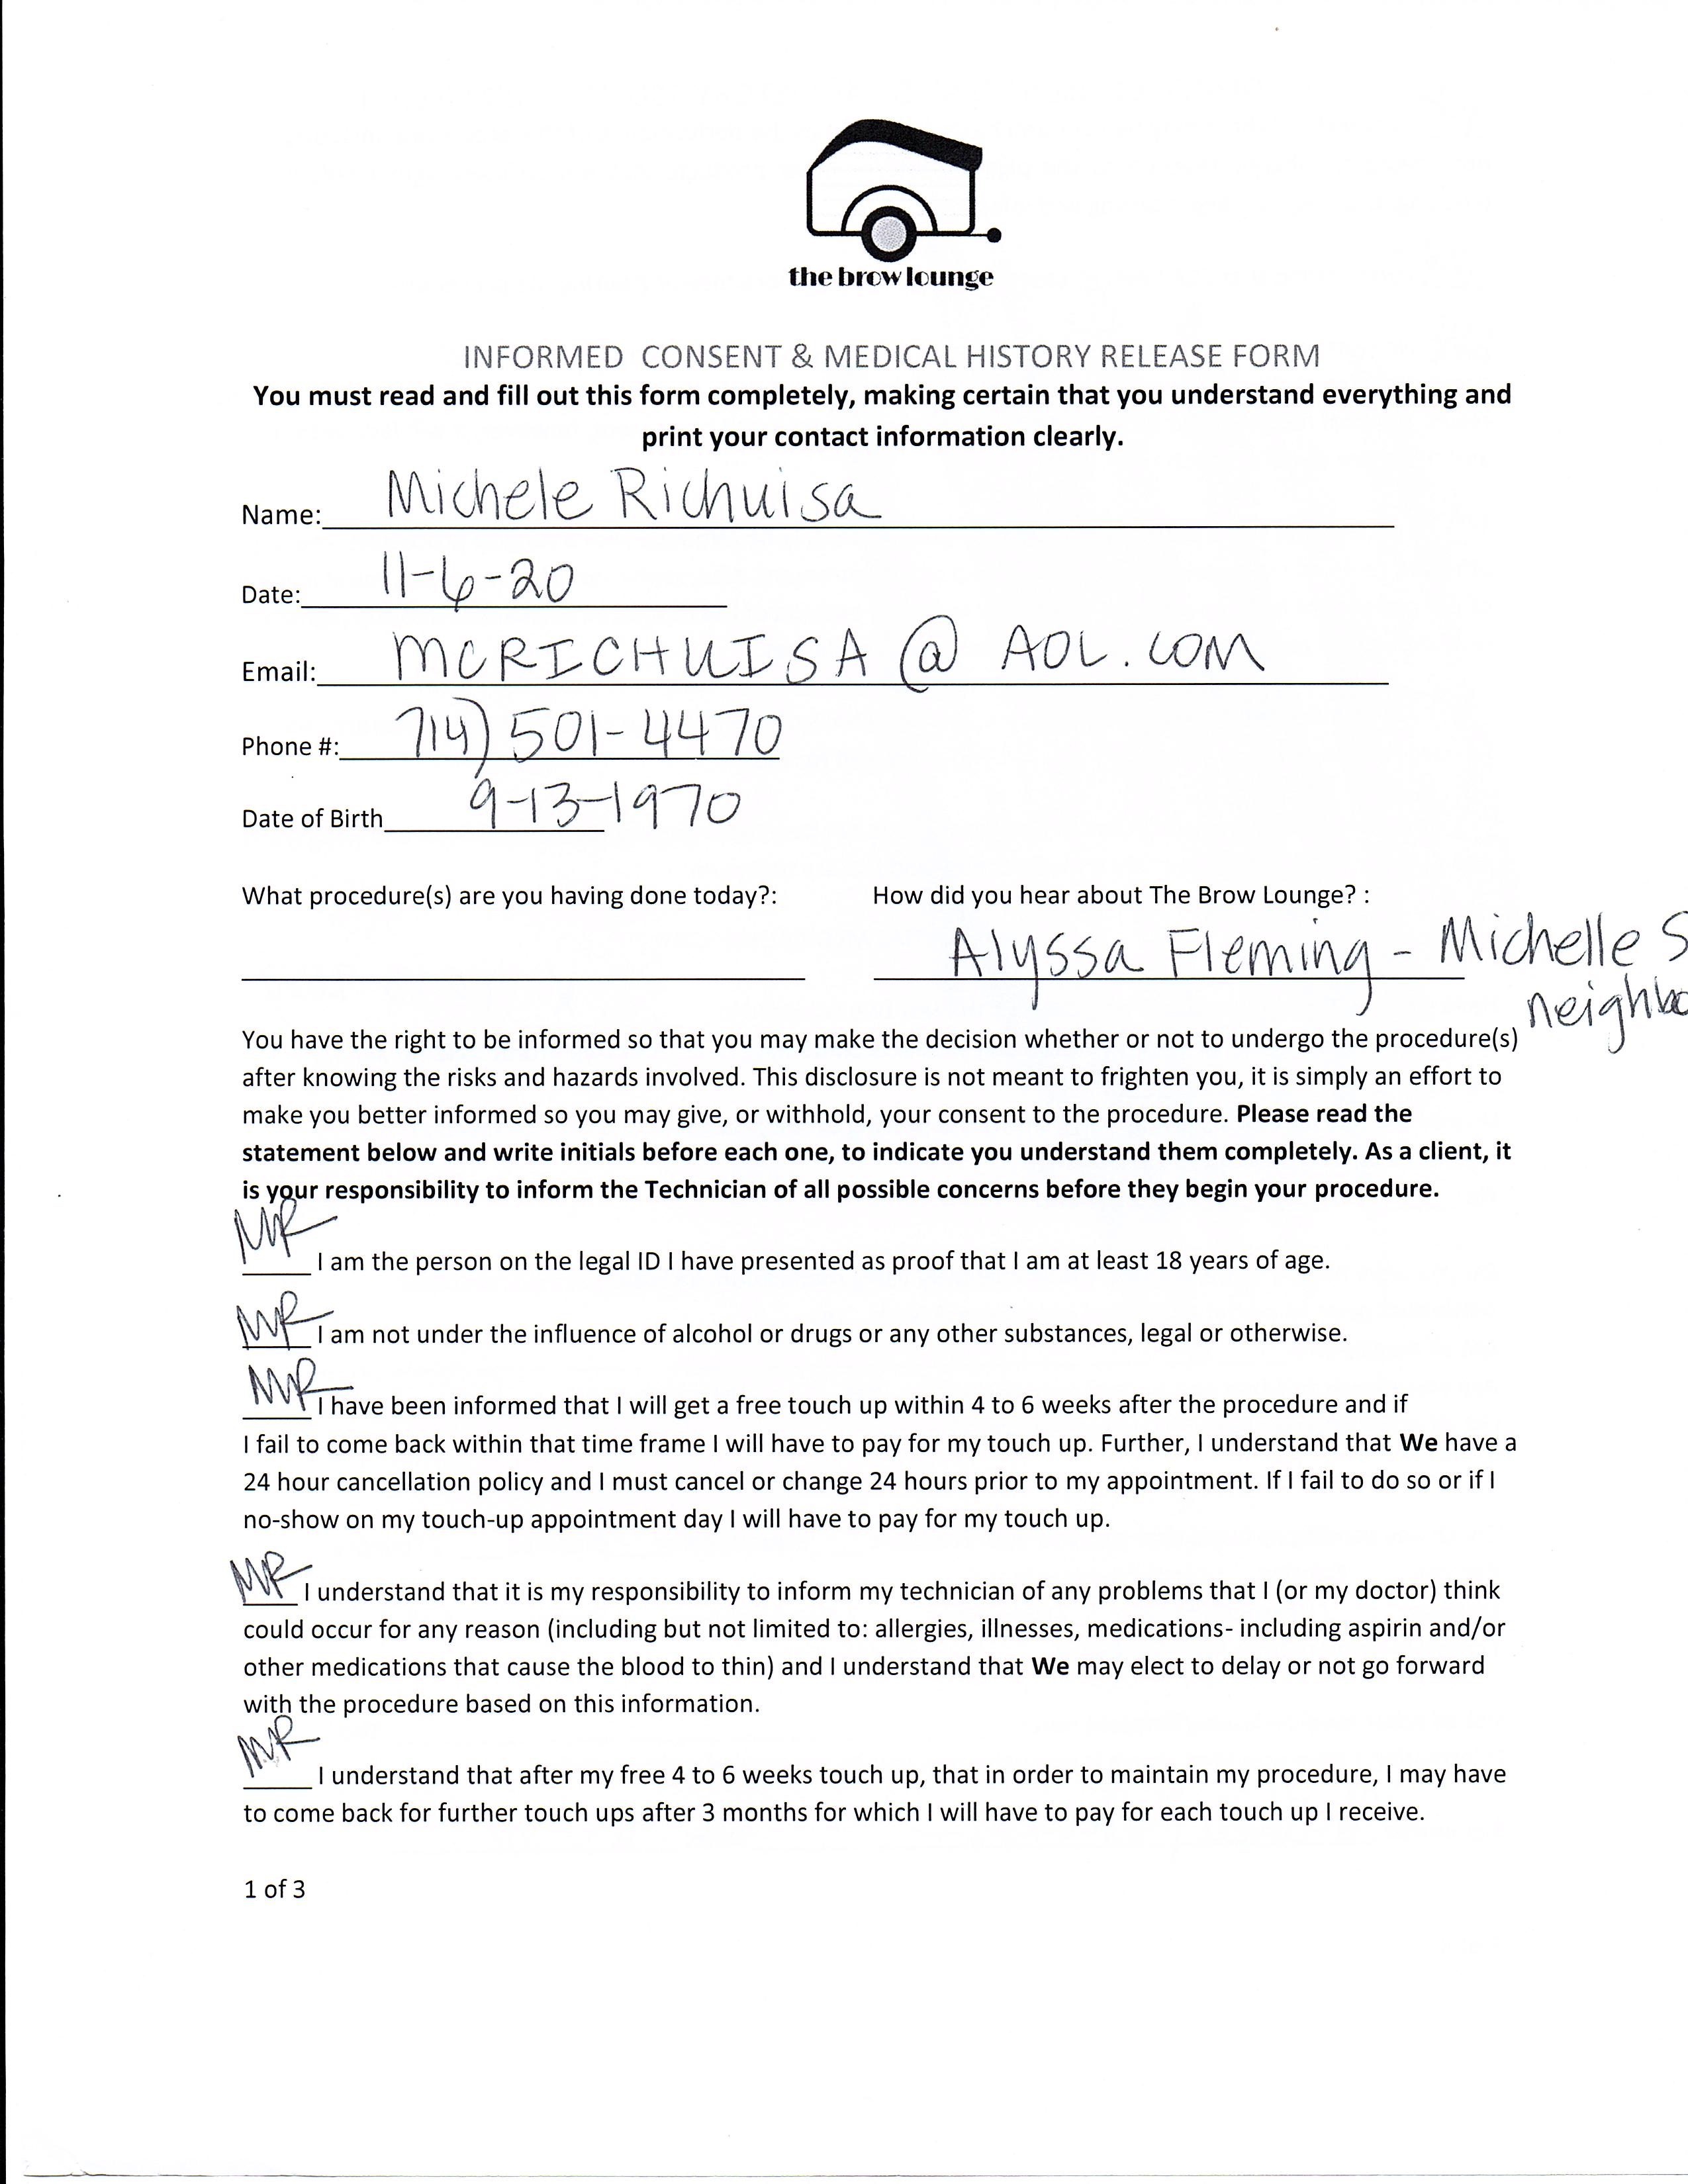 the brow lounge
INFORMED CONSENT & MEDICAL HISTORY RELEASE FORM
You must read and fill out this form completely, making certain that you understand everything and
print your contact information clearly.
Name: Michele Richuisa
Date: 11-6-20
Email: MCRICHUISA @ AOL.COM
Phone #: 714) 501-4470
Date of Birth 9-13-1970
What procedure(s) are you having done today?: How did you hear about The Brow Lounge? :
Alyssa Fleming - Michelle S
neighbo
You have the right to be informed so that you may make the decision whether or not to undergo the procedure(s)
after knowing the risks and hazards involved. This disclosure is not meant to frighten you, it is simply an effort to
make you better informed so you may give, or withhold, your consent to the procedure. Please read the
statement below and write initials before each one, to indicate you understand them completely. As a client, it
is your responsibility to inform the Technician of all possible concerns before they begin your procedure.
MR I am the person on the legal ID I have presented as proof that I am at least 18 years of age.
MR I am not under the influence of alcohol or drugs or any other substances, legal or otherwise.
MR I have been informed that I will get a free touch up within 4 to 6 weeks after the procedure and if
I fail to come back within that time frame I will have to pay for my touch up. Further, I understand that We have a
24 hour cancellation policy and I must cancel or change 24 hours prior to my appointment. If I fail to do so or if I
no-show on my touch-up appointment day I will have to pay for my touch up.
MR I understand that it is my responsibility to inform my technician of any problems that I (or my doctor) think
could occur for any reason (including but not limited to: allergies, illnesses, medications- including aspirin and/or
other medications that cause the blood to thin) and I understand that We may elect to delay or not go forward
with the procedure based on this information.
MR I understand that after my free 4 to 6 weeks touch up, that in order to maintain my procedure, I may have
to come back for further touch ups after 3 months for which I will have to pay for each touch up I receive.
1 of 3